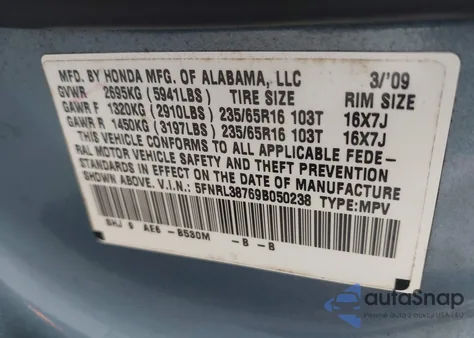 MFD. BY HONDA MFG. OF ALABAMA, LLC 3/'09
GVWR 2695KG (5941LBS) TIRE SIZE RIM SIZE
GAWR F 1320KG (2910LBS) 235/65R16 103T 16X7J
GAWR R 1450KG (3197LBS) 235/65R16 103T 16X7J
THIS VEHICLE CONFORMS TO ALL APPLICABLE FEDE-
RAL MOTOR VEHICLE SAFETY AND THEFT PREVENTION
STANDARDS IN EFFECT ON THE DATE OF MANUFACTURE
SHOWN ABOVE. V.I.N.: 5FNRL38769B050238 TYPE:MPV
SHJ 0 AE6 -B530M -B -B
autoSnap